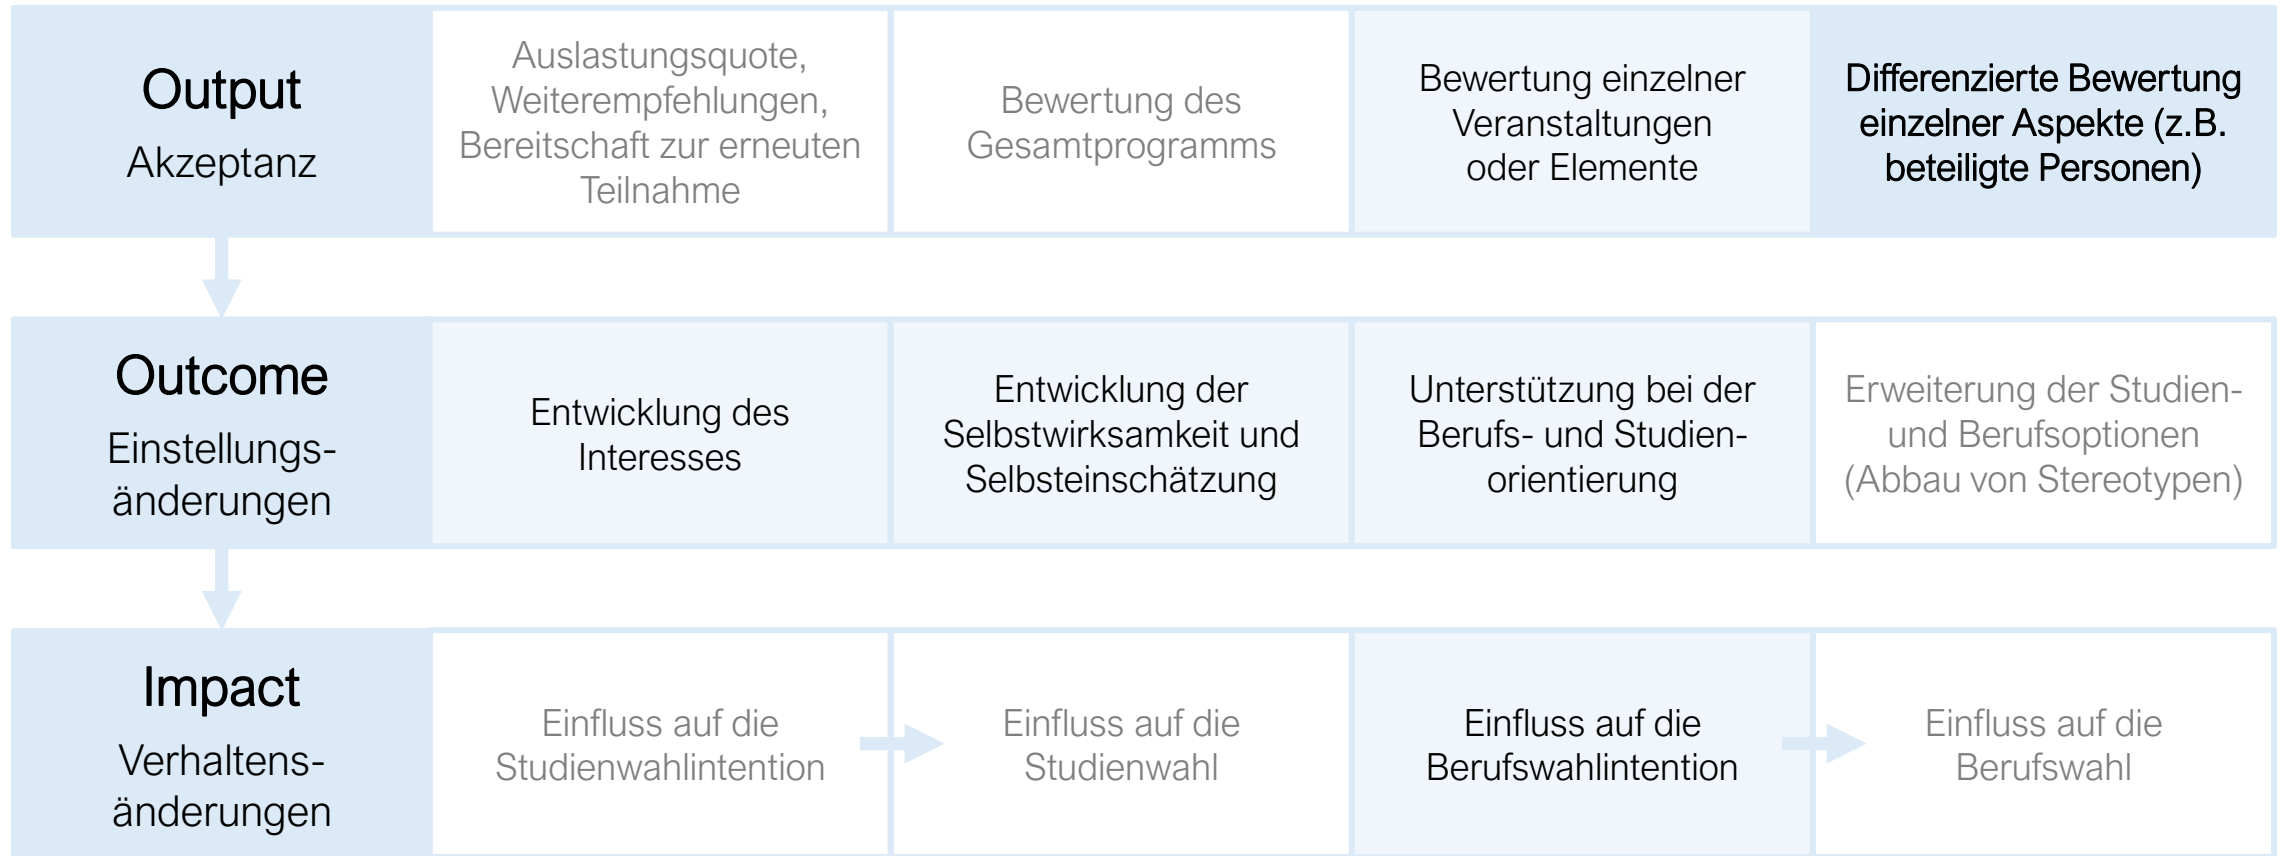 Output
Akzeptanz
Auslastungsquote,
Weiterempfehlungen,
Bereitschaft zur erneuten
Teilnahme
Bewertung des
Gesamtprogramms
Bewertung einzelner
Veranstaltungen
oder Elemente
Differenzierte Bewertung
einzelner Aspekte (z.B.
beteiligte Personen)
Outcome
Einstellungs-
änderungen
Entwicklung des
Interesses
Entwicklung der
Selbstwirksamkeit und
Selbsteinschätzung
Unterstützung bei der
Berufs- und Studien-
orientierung
Erweiterung der Studien-
und Berufsoptionen
(Abbau von Stereotypen)
Impact
Verhaltens-
änderungen
Einfluss auf die
Studienwahlintention
Einfluss auf die
Studienwahl
Einfluss auf die
Berufswahlintention
Einfluss auf die
Berufswahl